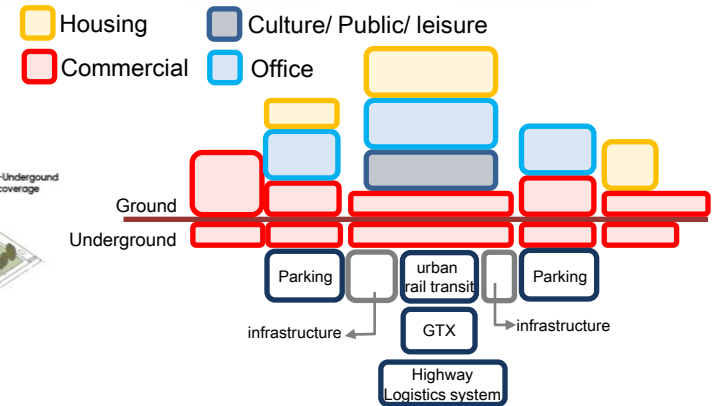 Housing
Culture/ Public/ leisure
Commercial
Office
-Undergound
coverage
Ground
Underground
Parking
urban
rail transit
Parking
infrastructure
GTX
infrastructure
Highway
Logistics system